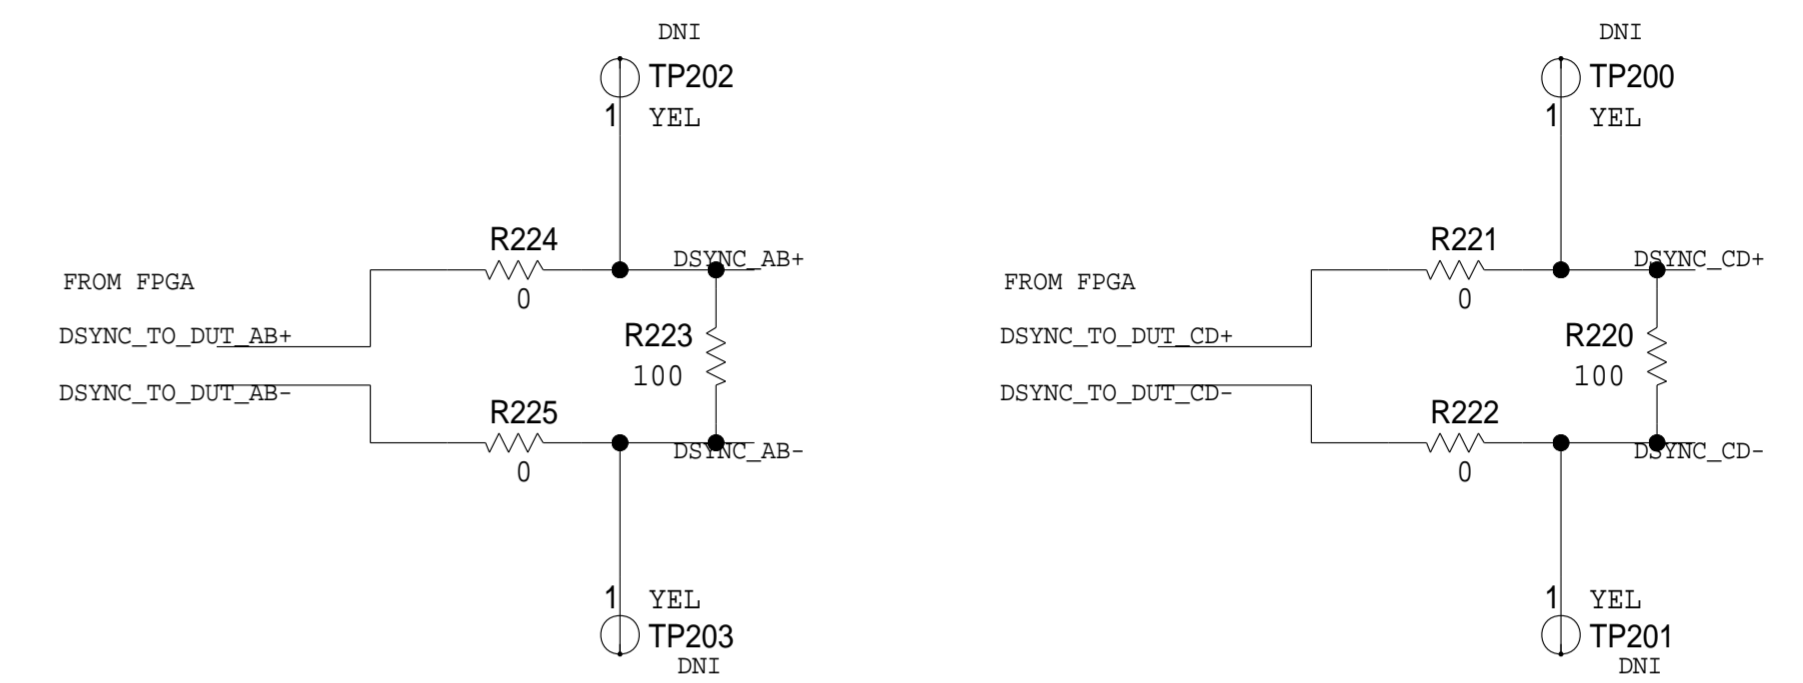 DNI
TP202
1 YEL
R224
0
DSYNC_AB+
FROM FPGA
DSYNC_TO_DUT_AB+
R223
100
DSYNC_TO_DUT_AB-
R225
0
DSYNC_AB-
1 YEL
TP203
DNI
DNI
TP200
1 YEL
R221
0
DSYNC_CD+
FROM FPGA
DSYNC_TO_DUT_CD+
R220
100
DSYNC_TO_DUT_CD-
R222
0
DSYNC_CD-
1 YEL
TP201
DNI